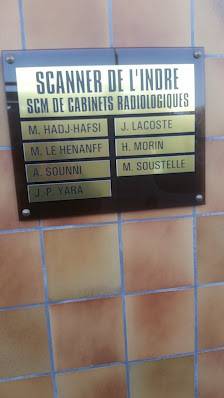 SCANNER DE L'INDRE
SCM DE CABINETS RADIOLOGIQUES
M. HADJ-HAFSI
M. LE HENANFF
A. SOUNNI
J.P. YARA
J. LACOSTE
H. MORIN
M. SOUSTELLE